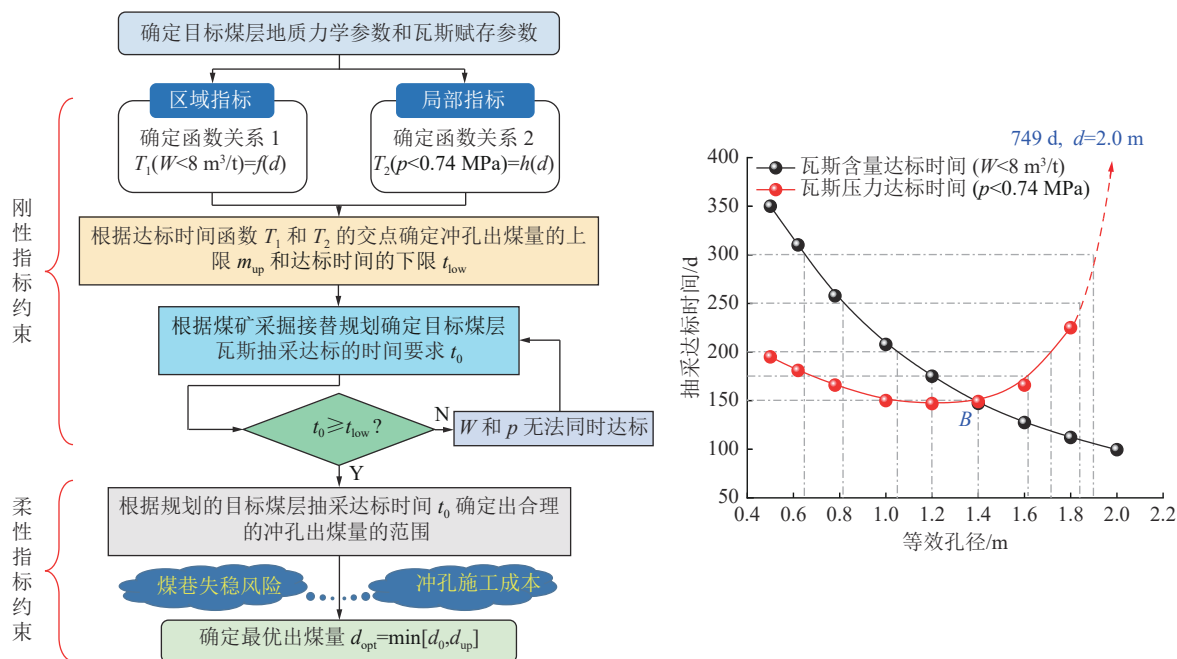 确定目标煤层地质力学参数和瓦斯赋存参数
区域指标
确定函数关系 1
T₁(W<8 m³/t)=f(d)
局部指标
确定函数关系 2
T₂(p<0.74 MPa)=h(d)
根据达标时间函数 T₁ 和 T₂ 的交点确定冲孔出煤量的上
限 m_up 和达标时间的下限 t_low
根据煤矿采掘接替规划确定目标煤层
瓦斯抽采达标的时间要求 t₀
t₀≥t_low?
N
W 和 p 无法同时达标
Y
根据规划的目标煤层抽采达标时间 t₀ 确定出合理
的冲孔出煤量的范围
煤巷失稳风险
冲孔施工成本
确定最优出煤量 d_opt=min[d₀,d_up]
刚性指标约束
柔性指标约束
749 d, d=2.0 m
瓦斯含量达标时间 (W<8 m³/t)
瓦斯压力达标时间 (p<0.74 MPa)
抽采达标时间/d
400
350
300
250
200
150
100
50
B
0.4 0.6 0.8 1.0 1.2 1.4 1.6 1.8 2.0 2.2
等效孔径/m